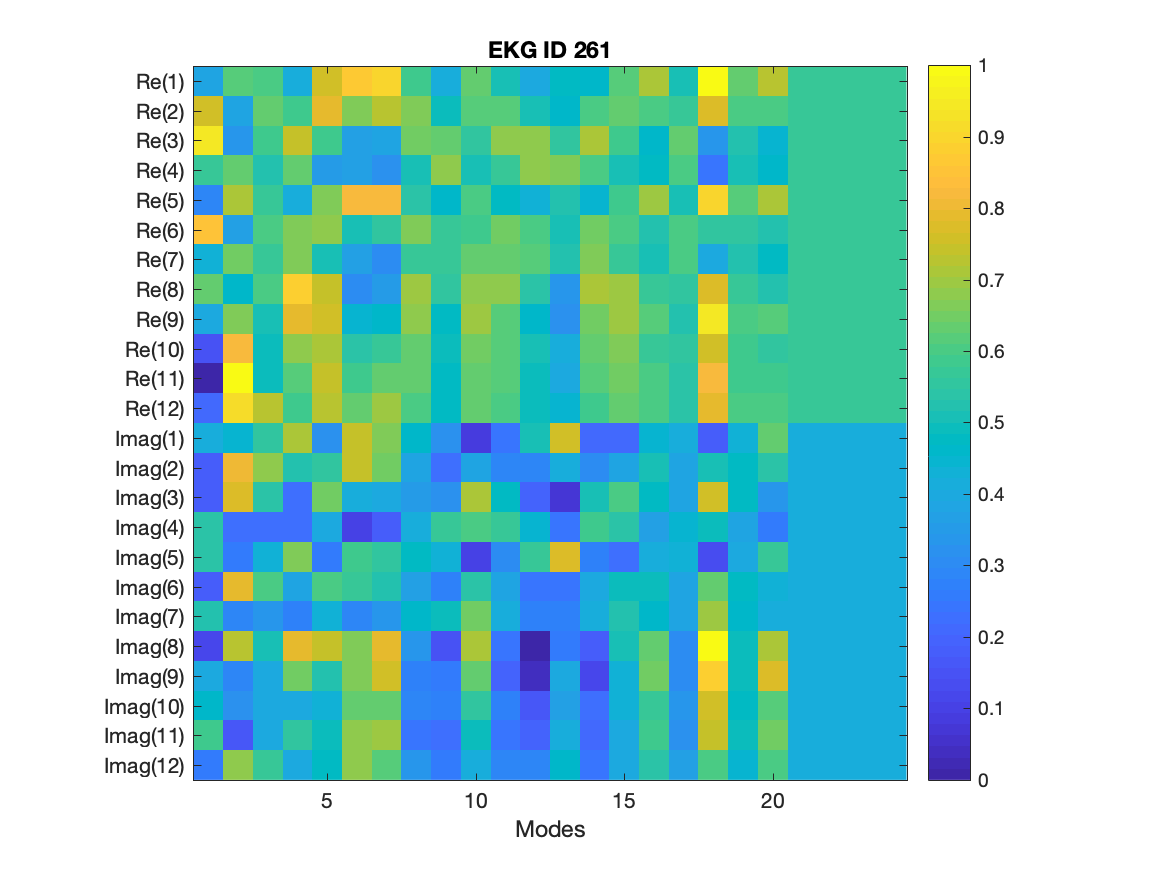 EKG ID 261
Re(1)
Re(2)
Re(3)
Re(4)
Re(5)
Re(6)
Re(7)
Re(8)
Re(9)
Re(10)
Re(11)
Re(12)
Imag(1)
Imag(2)
Imag(3)
Imag(4)
Imag(5)
Imag(6)
Imag(7)
Imag(8)
Imag(9)
Imag(10)
Imag(11)
Imag(12)
5 10 15 20
Modes
1
0.9
0.8
0.7
0.6
0.5
0.4
0.3
0.2
0.1
0